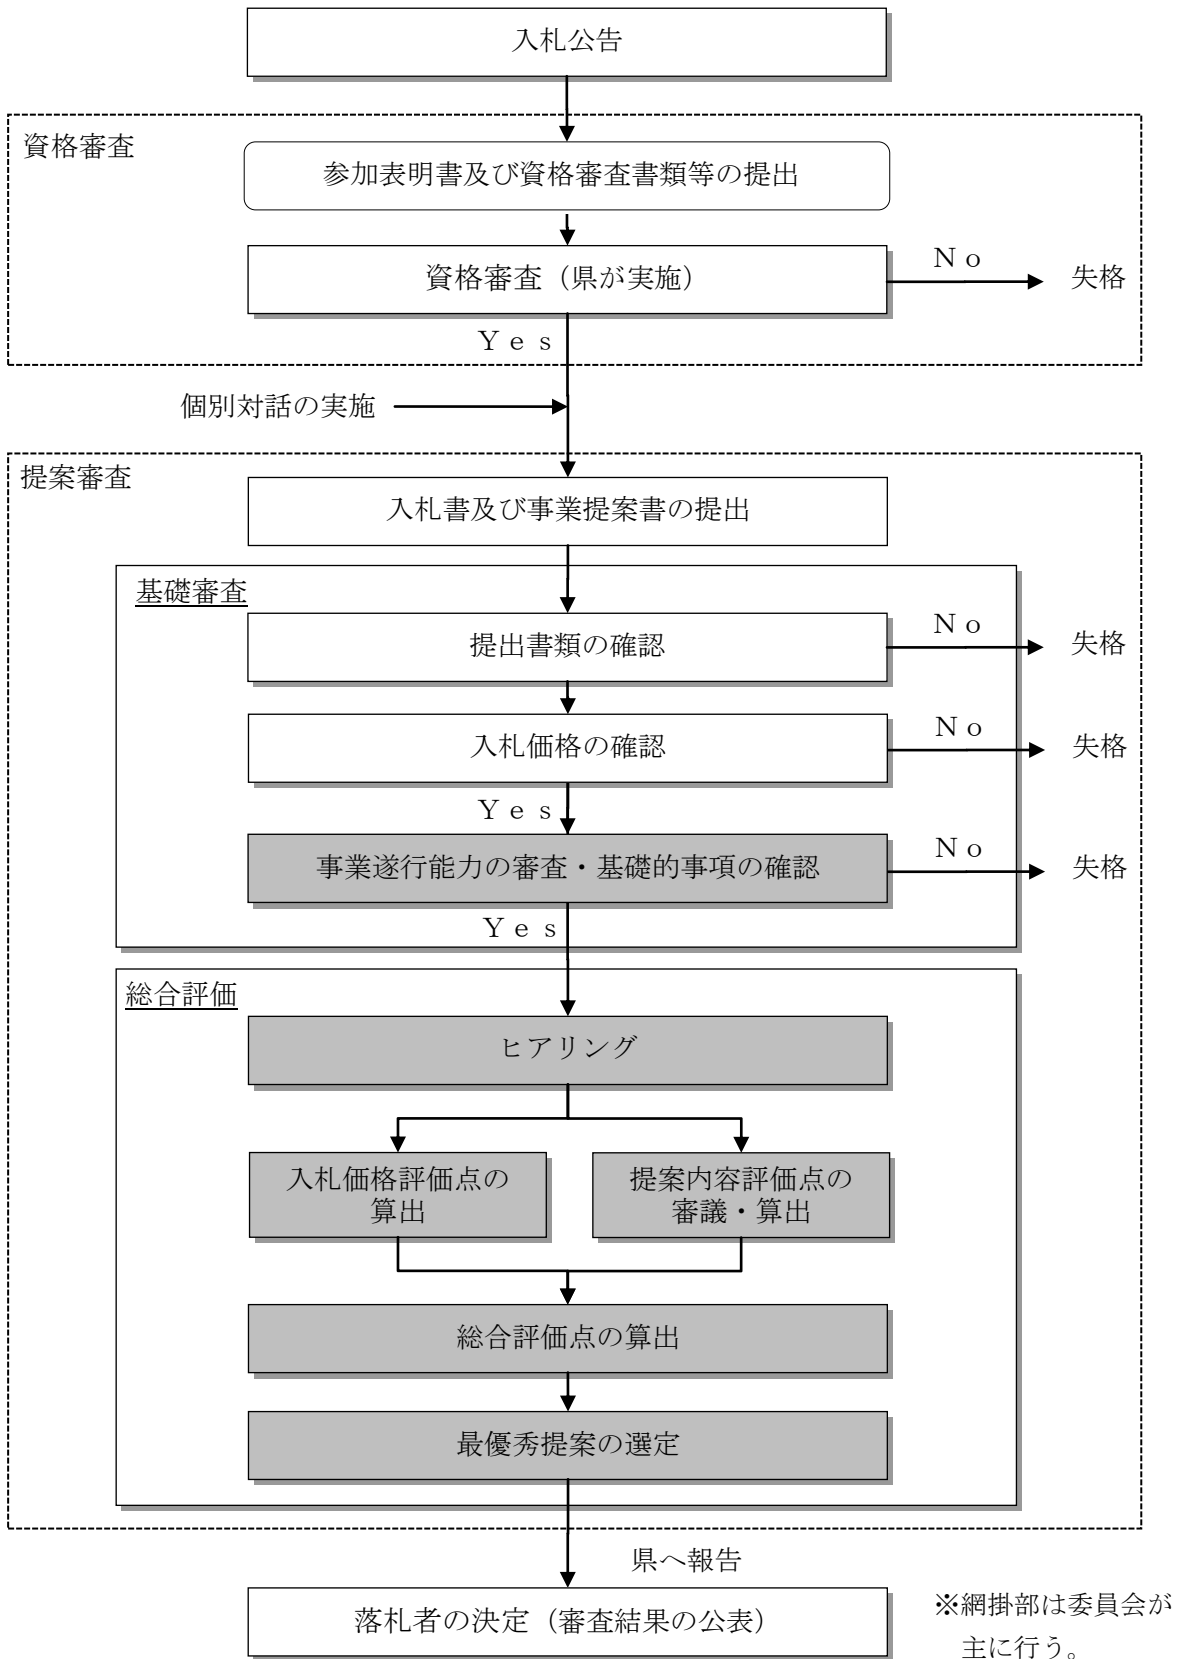 入札公告
資格審査
参加表明書及び資格審査書類等の提出
資格審査（県が実施）
Ｎｏ
失格
Ｙｅｓ
個別対話の実施
提案審査
入札書及び事業提案書の提出
基礎審査
提出書類の確認
Ｎｏ
失格
入札価格の確認
Ｎｏ
失格
Ｙｅｓ
事業遂行能力の審査・基礎的事項の確認
Ｎｏ
失格
Ｙｅｓ
総合評価
ヒアリング
入札価格評価点の
算出
提案内容評価点の
審議・算出
総合評価点の算出
最優秀提案の選定
県へ報告
落札者の決定（審査結果の公表）
※網掛部は委員会が
主に行う。